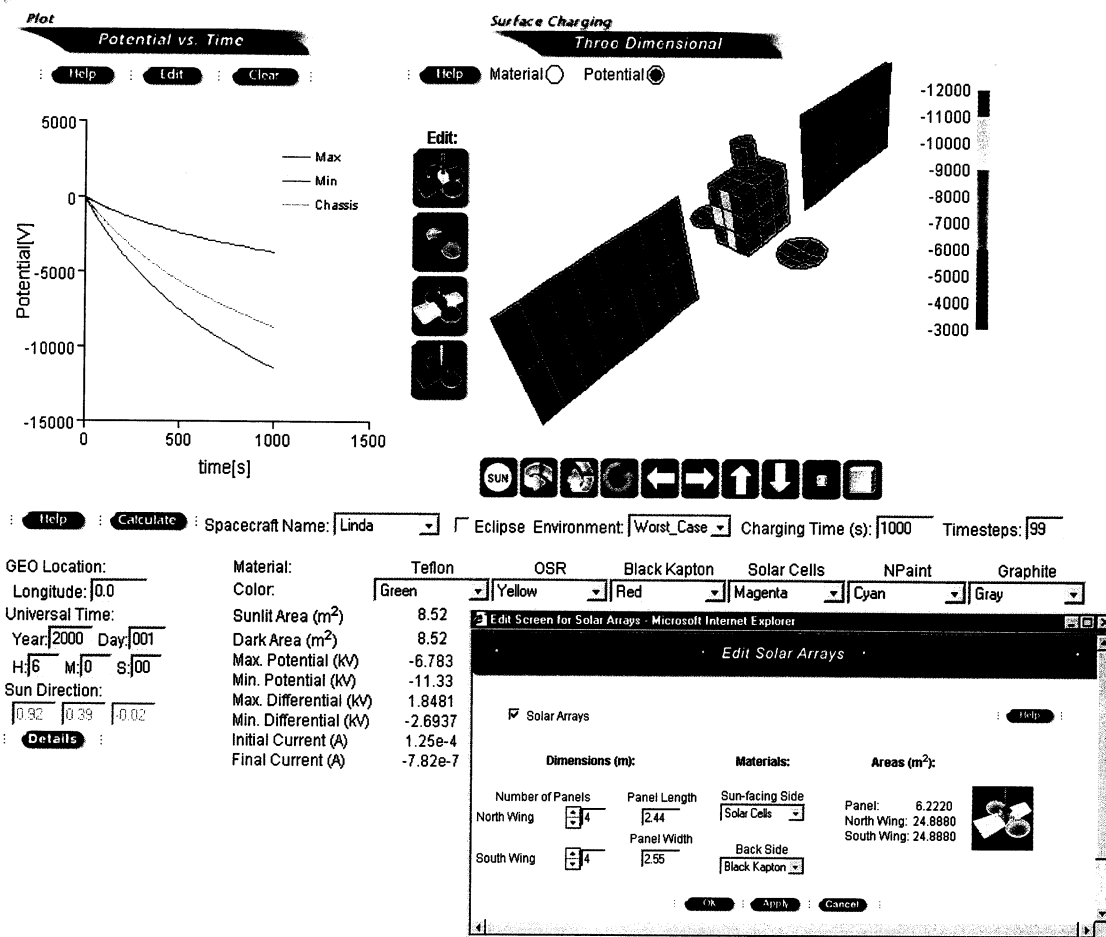 Plot
Potential vs. Time
Help Edit Clear
5000
0
-5000
-10000
-15000
Potential[V]
Max
Min
Chassis
0 500 1000 1500
time[s]
Surface Charging
Three Dimensional
Help Material Potential
Edit:
-12000
-11000
-10000
-9000
-8000
-7000
-6000
-5000
-4000
-3000
SUN
Help Calculate Spacecraft Name: Linda Eclipse Environment: Worst_Case Charging Time (s): 1000 Timesteps: 99
GEO Location:
Longitude: 0.0
Universal Time:
Year: 2000 Day: 001
H: 6 M: 0 S: 00
Sun Direction:
0.92 0.39 -0.02
Details
Material: Teflon OSR Black Kapton Solar Cells NPaint Graphite
Color: Green Yellow Red Magenta Cyan Gray
Sunlit Area (m2) 8.52
Dark Area (m2) 8.52
Max. Potential (kV) -6.783
Min. Potential (kV) -11.33
Max. Differential (kV) 1.8481
Min. Differential (kV) -2.6937
Initial Current (A) 1.25e-4
Final Current (A) -7.82e-7
Edit Screen for Solar Arrays - Microsoft Internet Explorer
Edit Solar Arrays
Solar Arrays
Help
Dimensions (m): Materials: Areas (m2):
Number of Panels Panel Length Sun-facing Side
North Wing 4 2.44 Solar Cells
Panel Width Back Side
South Wing 4 2.55 Black Kapton
Panel: 6.2220
North Wing: 24.8880
South Wing: 24.8880
OK Apply Cancel